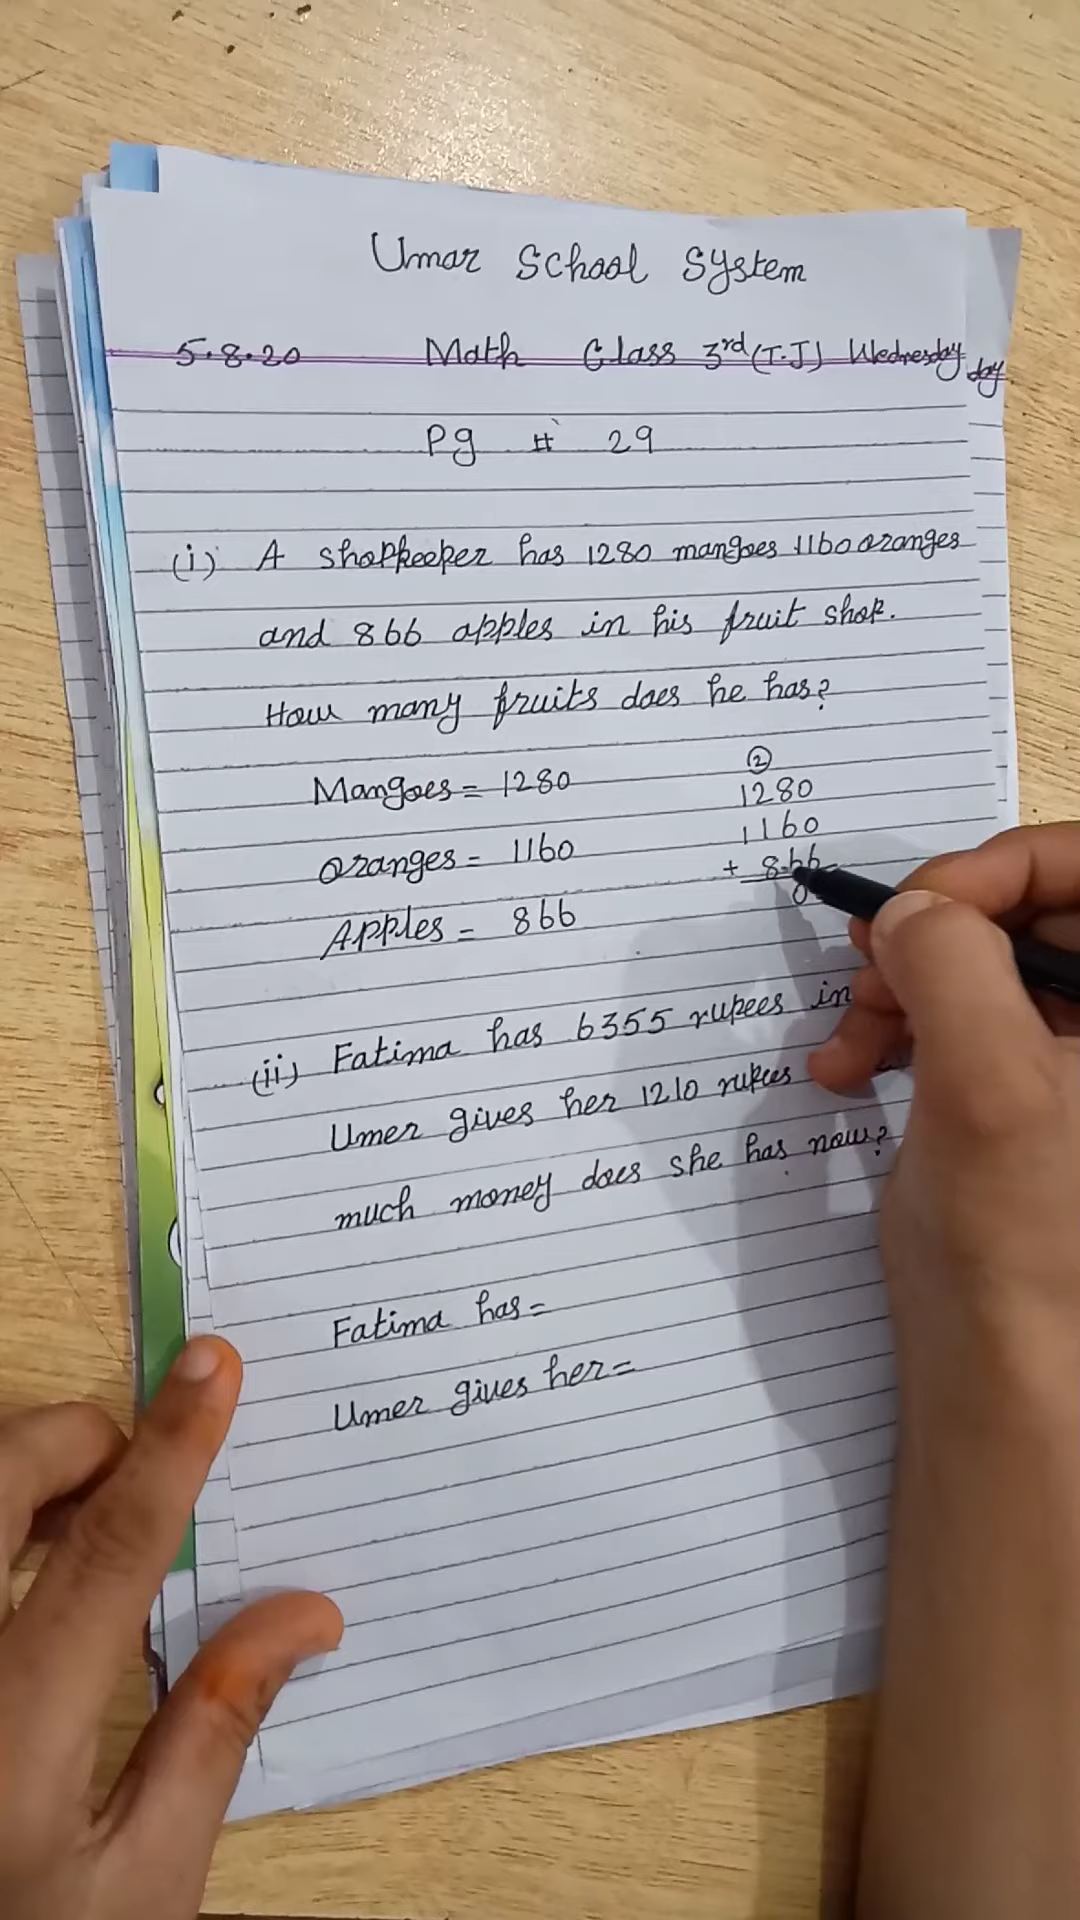 Umar School System
5.8.20 Math Class 3rd (T.J) Wednesday day
Pg # 29
(i) A shopkeeper has 1280 mangoes 1160 oranges
and 866 apples in his fruit shop.
How many fruits does he has?
Mangoes = 1280
②
1280
Oranges = 1160
1160
+ 866
Apples = 866
(ii) Fatima has 6355 rupees in
Umer gives her 1210 rupees
much money does she has now?
Fatima has =
Umer gives her =